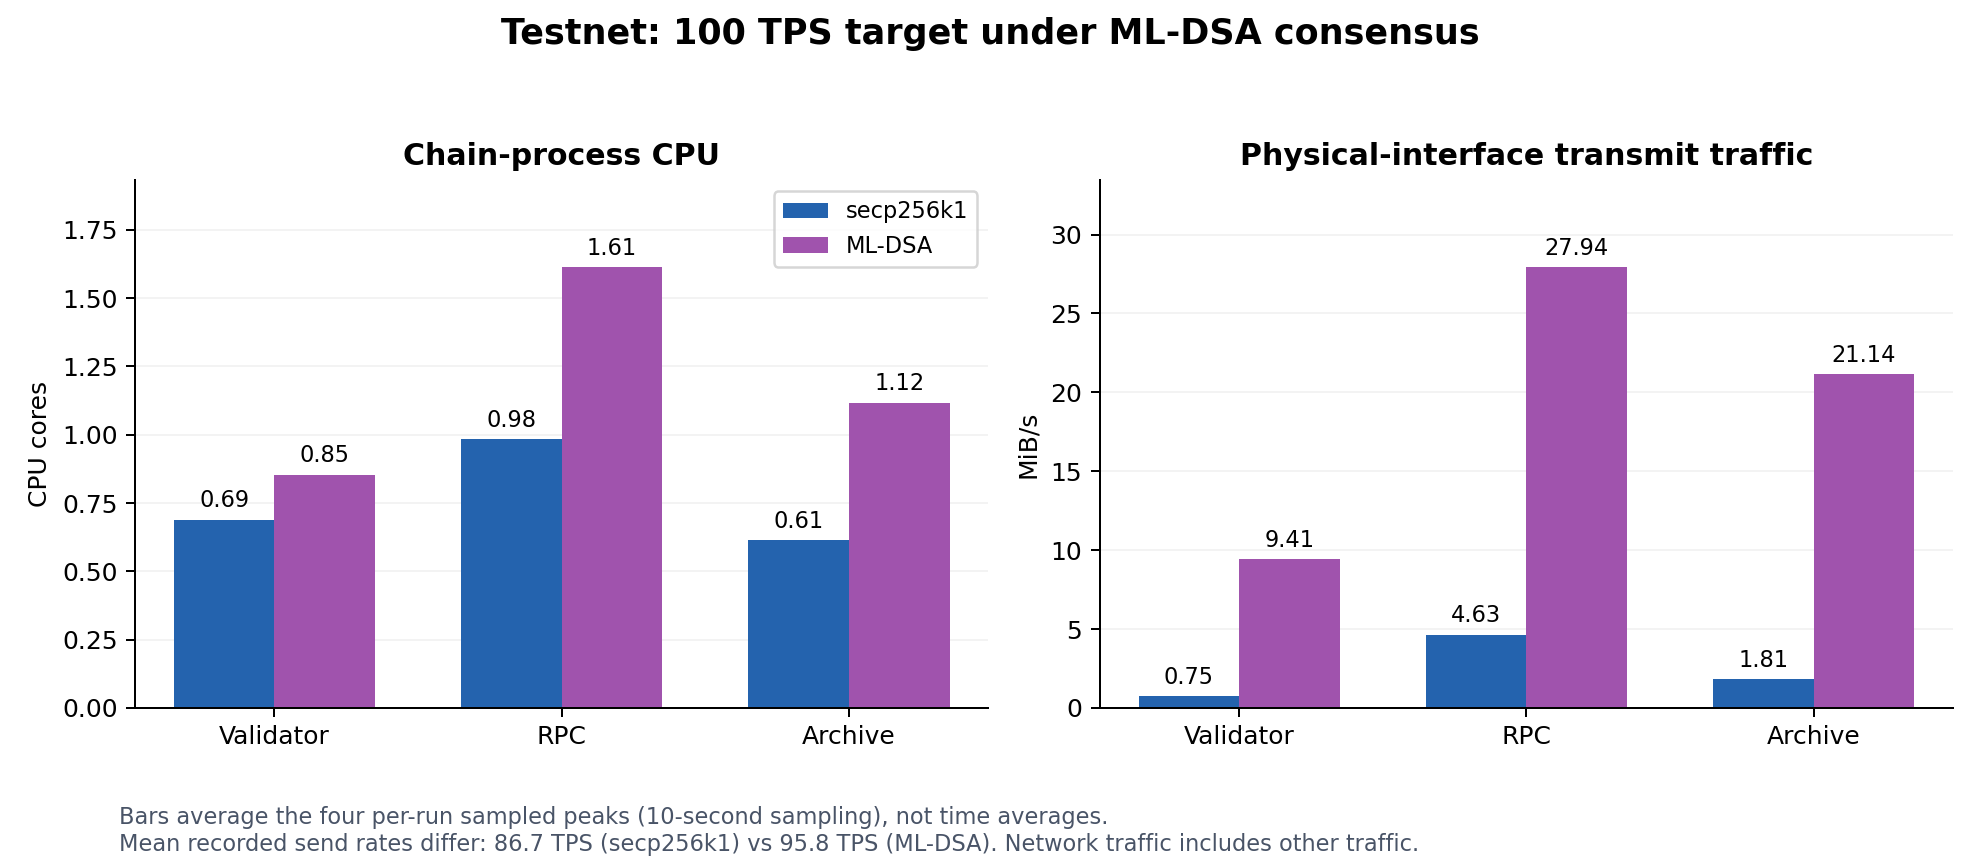 Testnet: 100 TPS target under ML-DSA consensus
Chain-process CPU
CPU cores
1.75
1.50
1.25
1.00
0.75
0.50
0.25
0.00
secp256k1
ML-DSA
0.69
0.85
0.98
1.61
0.61
1.12
Validator
RPC
Archive
Physical-interface transmit traffic
MiB/s
30
25
20
15
10
5
0
0.75
9.41
4.63
27.94
1.81
21.14
Validator
RPC
Archive
Bars average the four per-run sampled peaks (10-second sampling), not time averages.
Mean recorded send rates differ: 86.7 TPS (secp256k1) vs 95.8 TPS (ML-DSA). Network traffic includes other traffic.